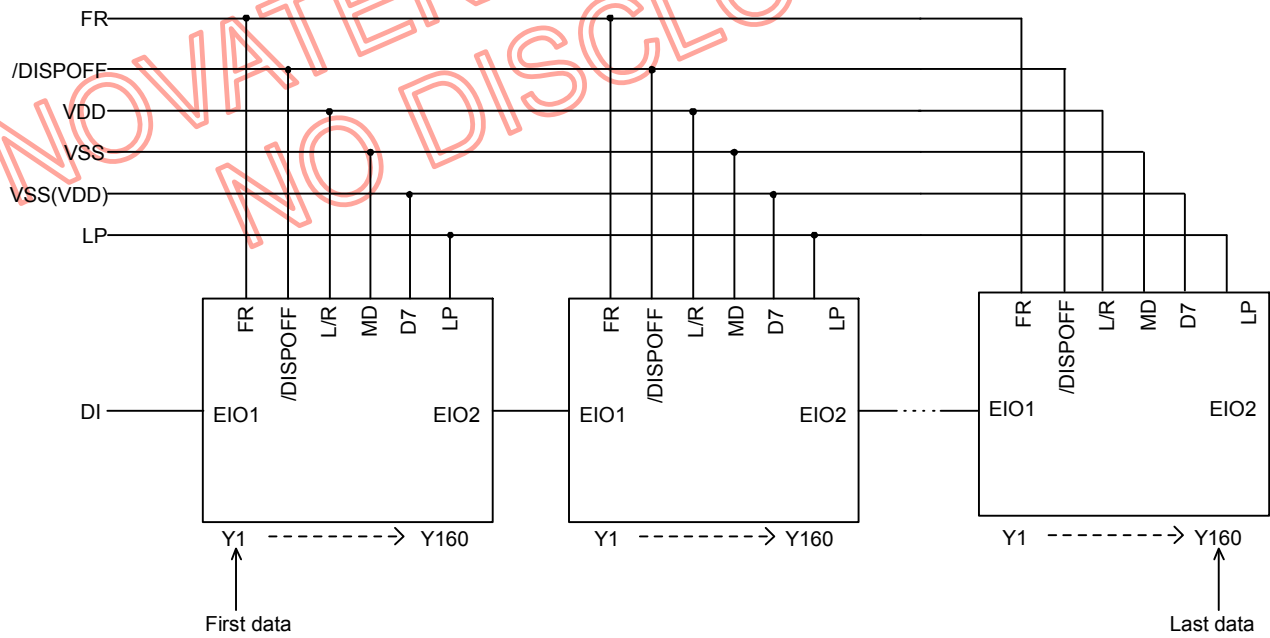 NOVATEK
NO DISCLO
FR
/DISPOFF
VDD
VSS
VSS(VDD)
LP
FR
/DISPOFF
L/R
MD
D7
LP
FR
/DISPOFF
L/R
MD
D7
LP
FR
/DISPOFF
L/R
MD
D7
LP
DI
EIO1
EIO2
EIO1
EIO2
EIO1
EIO2
Y1
Y160
Y1
Y160
Y1
Y160
First data
Last data